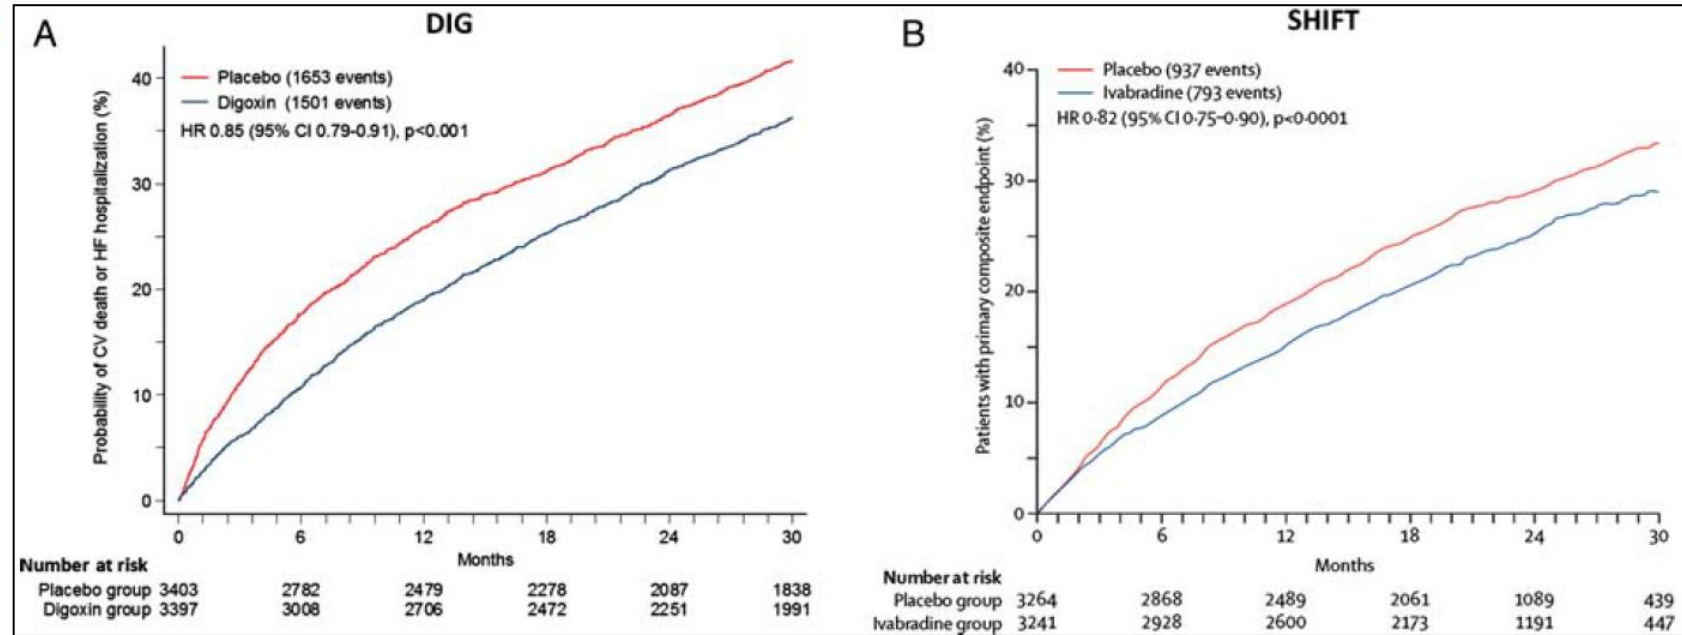 A
DIG
Placebo (1653 events)
Digoxin (1501 events)
HR 0.85 (95% CI 0.79-0.91), p<0.001
Probability of CV death or HF hospitalization (%)
40
30
20
10
0
0 6 12 18 24 30
Months
Number at risk
Placebo group 3403 2782 2479 2278 2087 1838
Digoxin group 3397 3008 2706 2472 2251 1991
B
SHIFT
Placebo (937 events)
Ivabradine (793 events)
HR 0·82 (95% CI 0·75–0·90), p<0·0001
Patients with primary composite endpoint (%)
40
30
20
10
0
0 6 12 18 24 30
Months
Number at risk
Placebo group 3264 2868 2489 2061 1089 439
Ivabradine group 3241 2928 2600 2173 1191 447